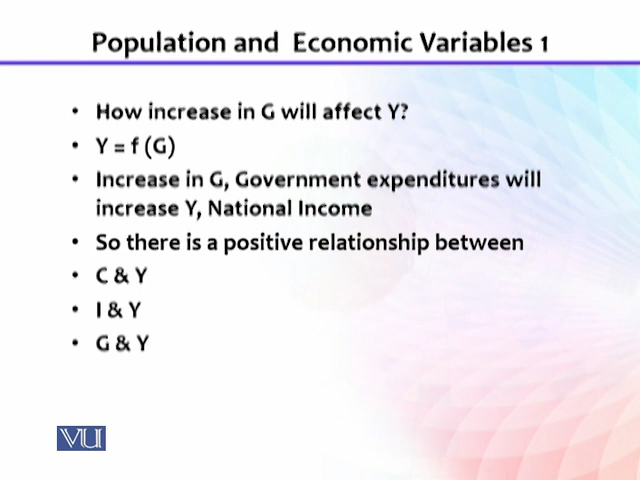 Population and Economic Variables 1
• How increase in G will affect Y?
• Y = f (G)
• Increase in G, Government expenditures will
increase Y, National Income
• So there is a positive relationship between
• C & Y
• I & Y
• G & Y
VU